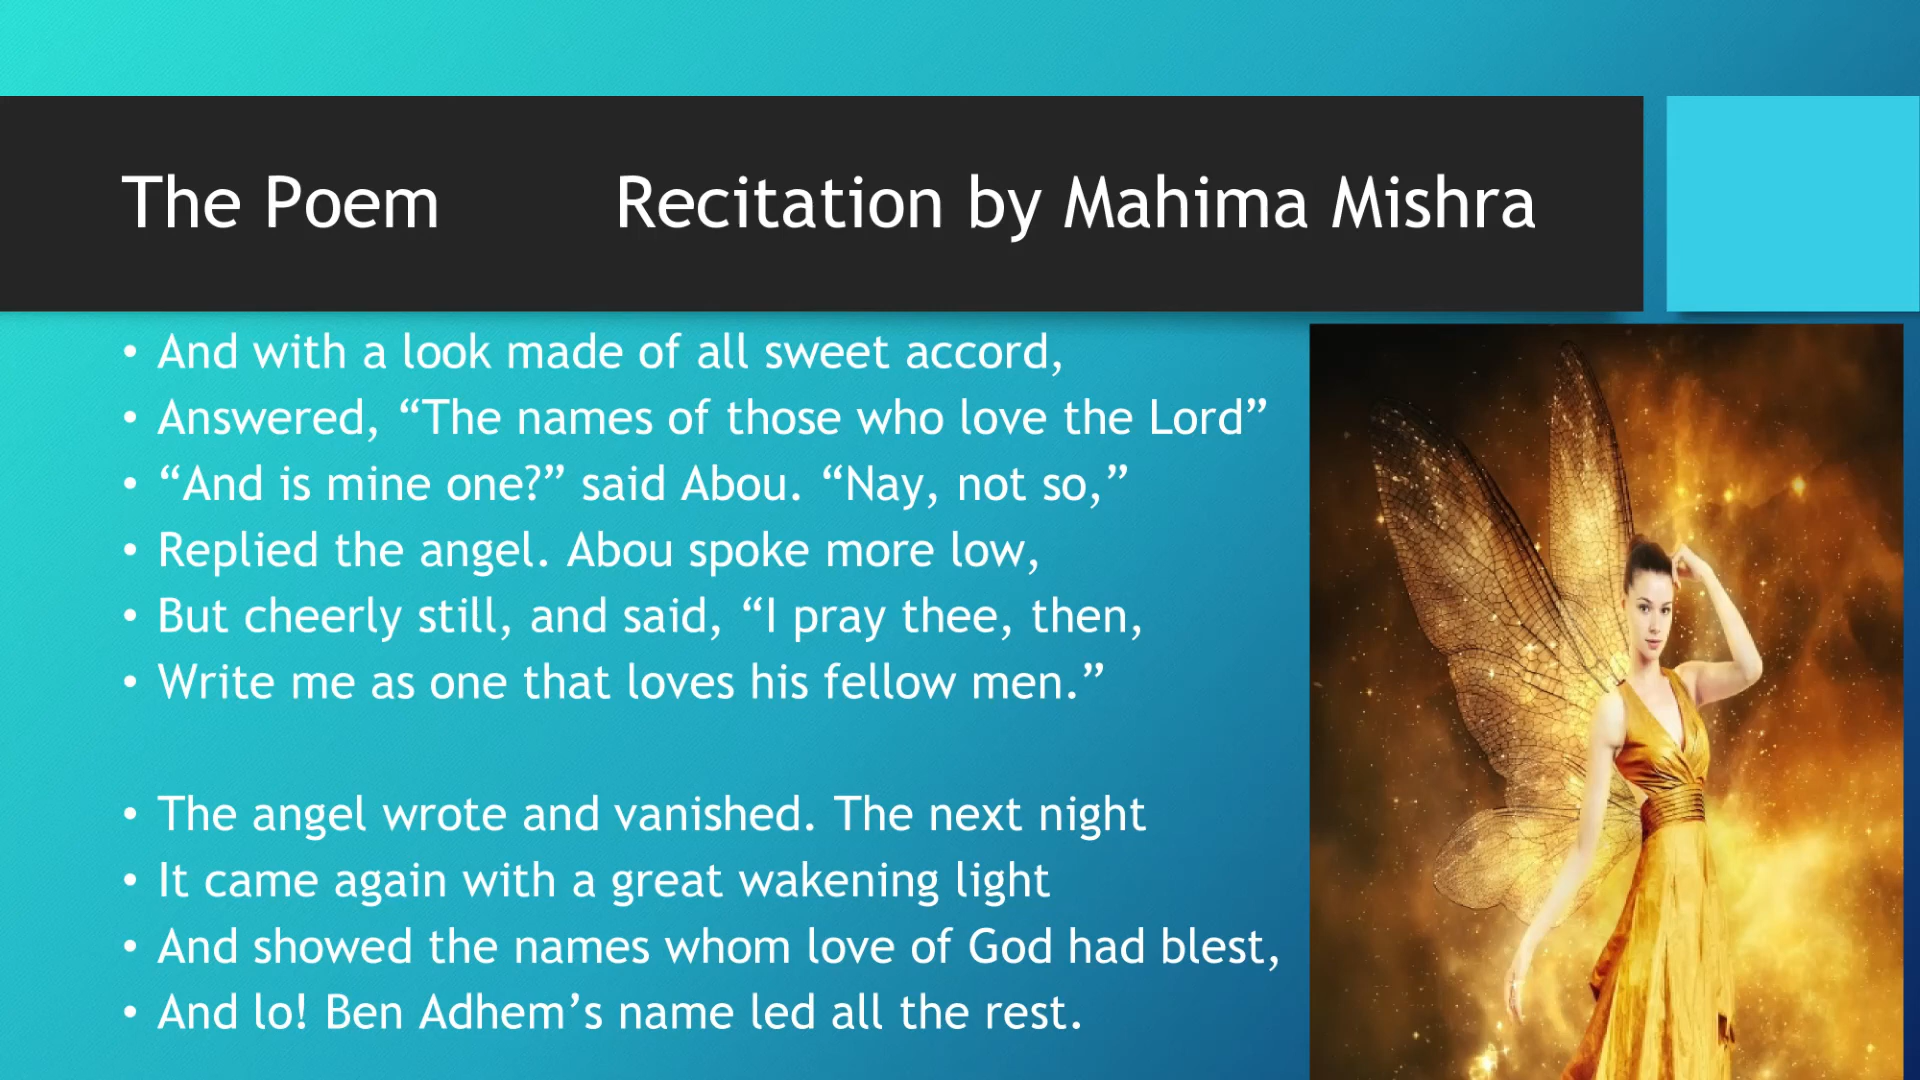 The Poem Recitation by Mahima Mishra
• And with a look made of all sweet accord,
• Answered, “The names of those who love the Lord”
• “And is mine one?” said Abou. “Nay, not so,”
• Replied the angel. Abou spoke more low,
• But cheerly still, and said, “I pray thee, then,
• Write me as one that loves his fellow men.”
• The angel wrote and vanished. The next night
• It came again with a great wakening light
• And showed the names whom love of God had blest,
• And lo! Ben Adhem’s name led all the rest.